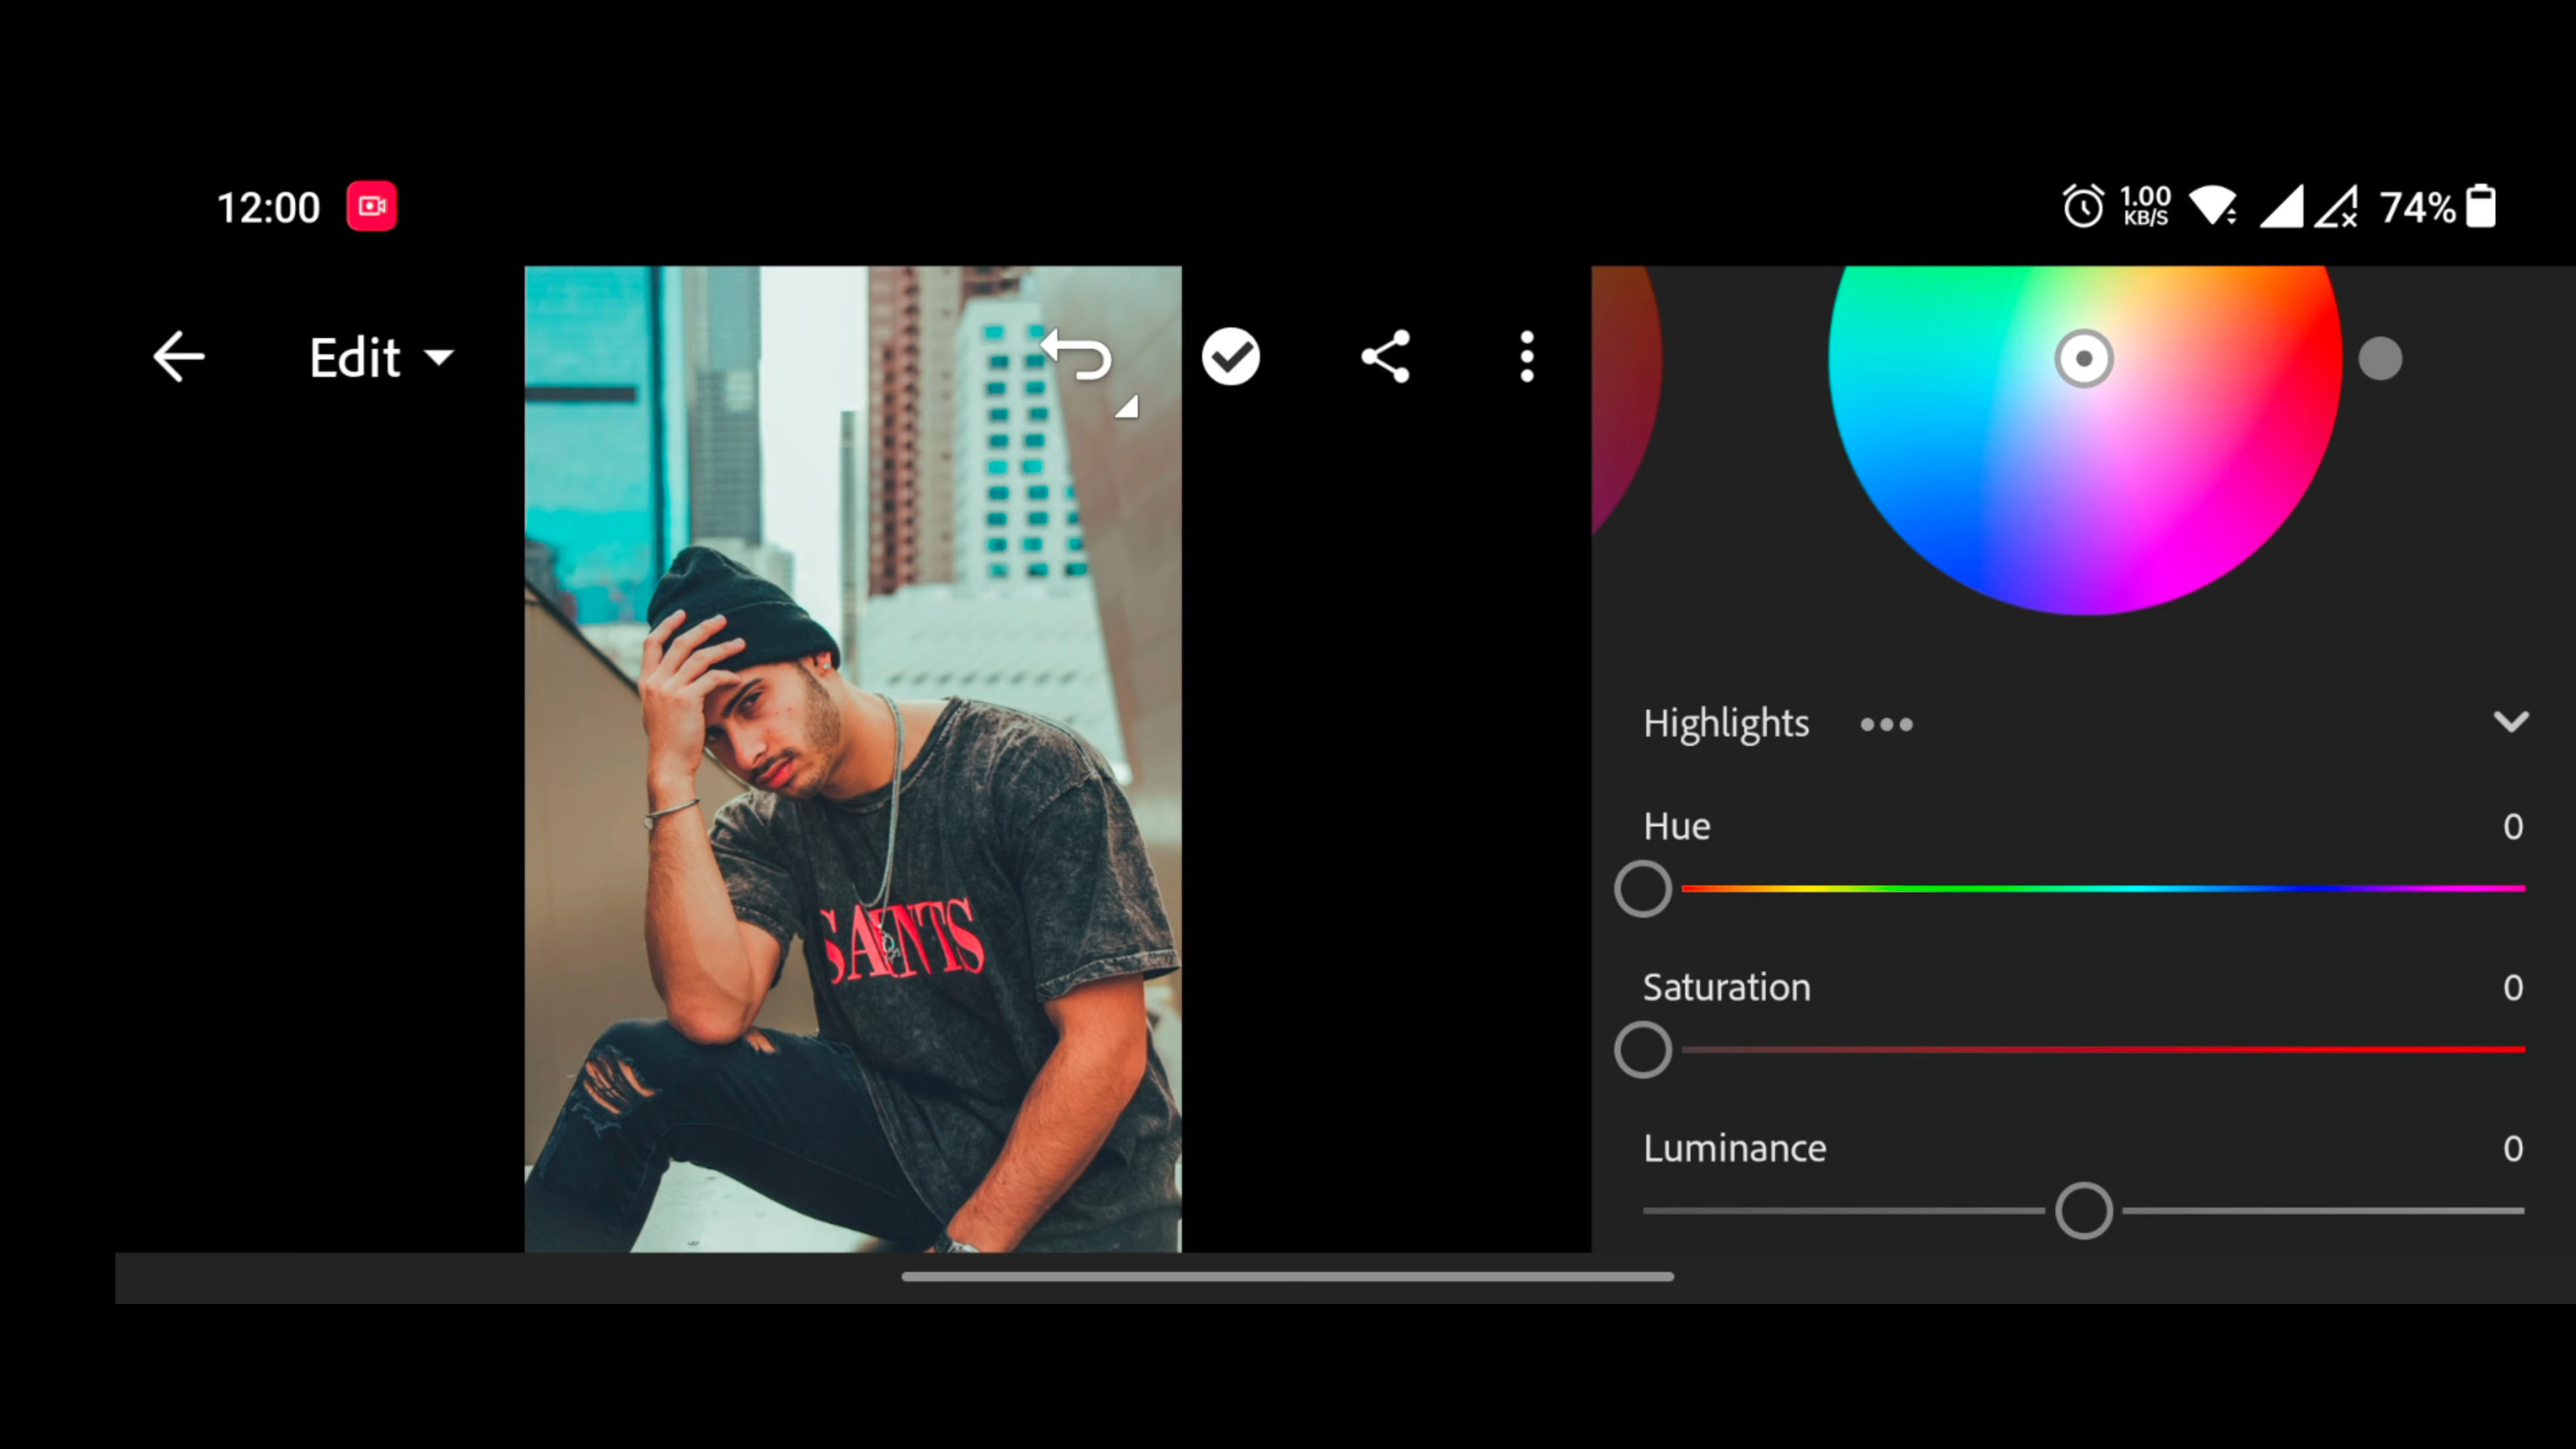 12:00
1.00
KB/S
74%
Edit
SAINTS
Highlights
Hue 0
Saturation 0
Luminance 0